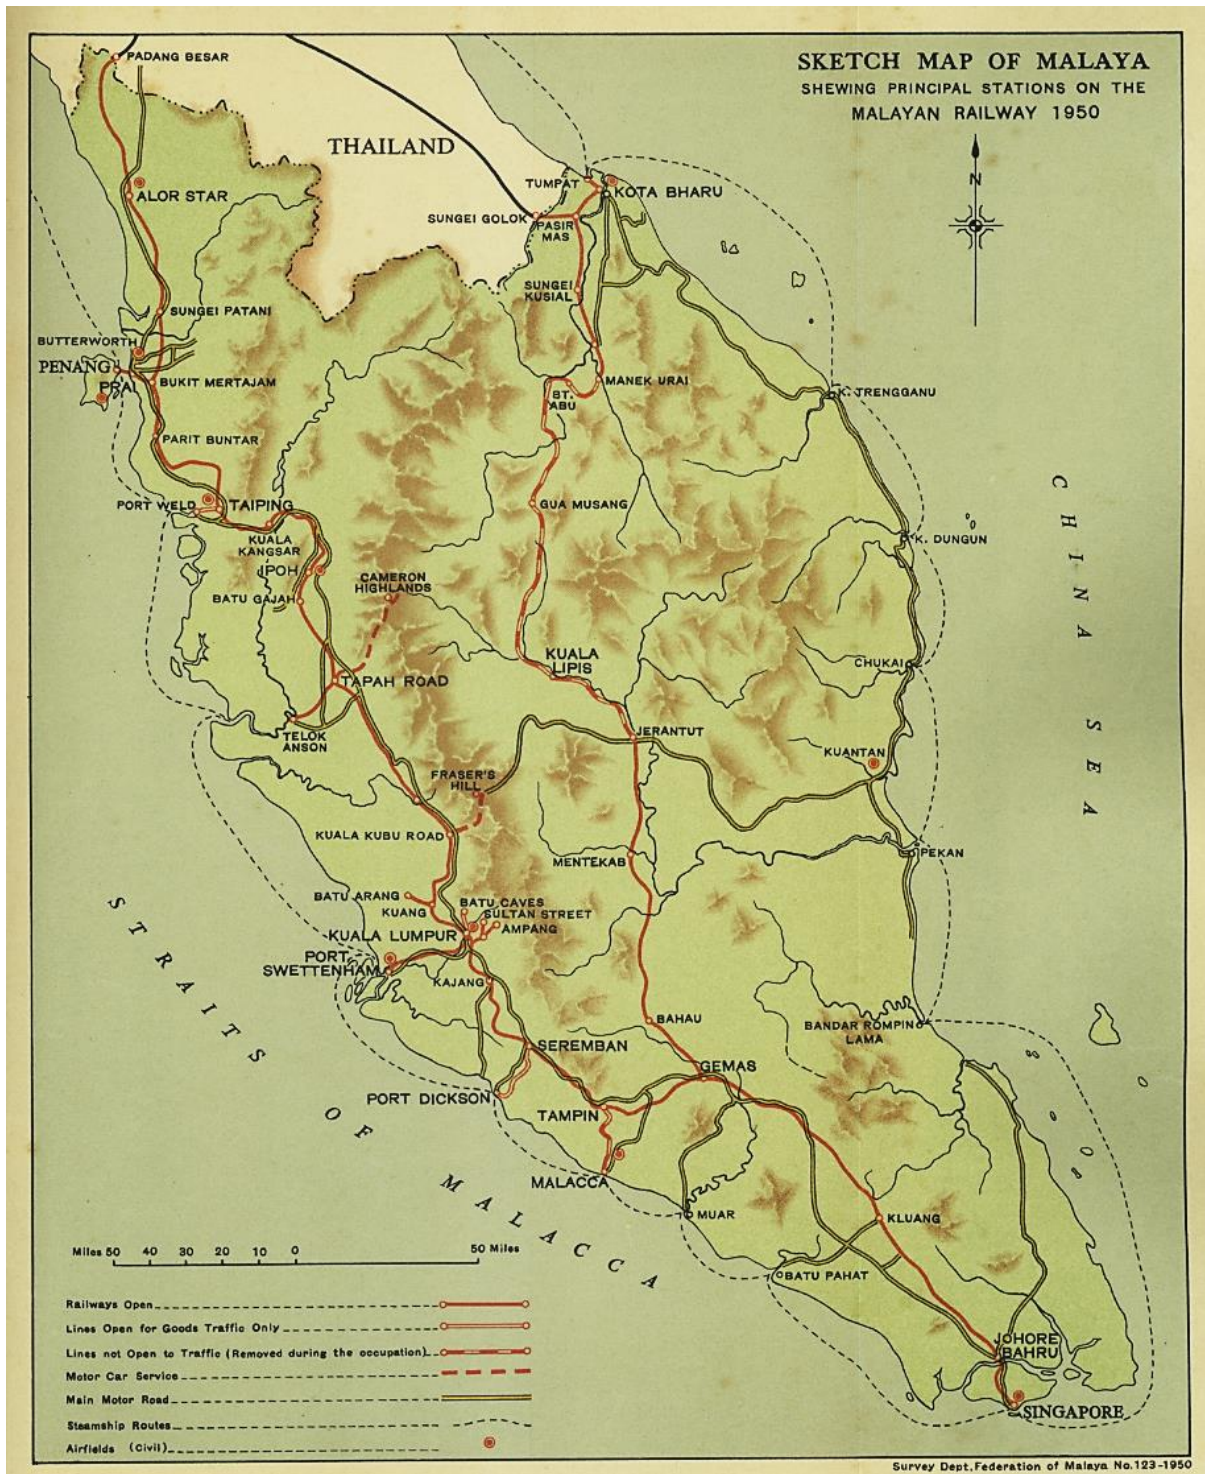 SKETCH MAP OF MALAYA
SHEWING PRINCIPAL STATIONS ON THE
MALAYAN RAILWAY 1950
N
PADANG BESAR
THAILAND
TUMPAT
KOTA BHARU
ALOR STAR
SUNGEI GOLOK
PASIR
MAS
SUNGEI
KUSIAL
SUNGEI PATANI
BUTTERWORTH
PENANG
PRAI
BUKIT MERTAJAM
BT.
ABU
MANEK URAI
K. TRENGGANU
PARIT BUNTAR
PORT WELD
TAIPING
GUA MUSANG
KUALA
KANGSAR
K. DUNGUN
IPOH
CAMERON
HIGHLANDS
BATU GAJAH
CHINA SEA
KUALA
LIPIS
CHUKAI
TAPAH ROAD
TELOK
ANSON
JERANTUT
KUANTAN
FRASER'S
HILL
KUALA KUBU ROAD
MENTEKAB
PEKAN
BATU ARANG
KUANG
BATU CAVES
SULTAN STREET
AMPANG
KUALA LUMPUR
PORT
SWETTENHAM
KAJANG
STRAITS OF MALACCA
BAHAU
BANDAR ROMPIN
LAMA
SEREMBAN
GEMAS
PORT DICKSON
TAMPIN
MALACCA
MUAR
KLUANG
BATU PAHAT
JOHORE
BAHRU
SINGAPORE
Miles 50 40 30 20 10 0 50 Miles
Railways Open
Lines Open for Goods Traffic Only
Lines not Open to Traffic (Removed during the occupation)
Motor Car Service
Main Motor Road
Steamship Routes
Airfields (Civil)
Survey Dept. Federation of Malaya No. 123-1950